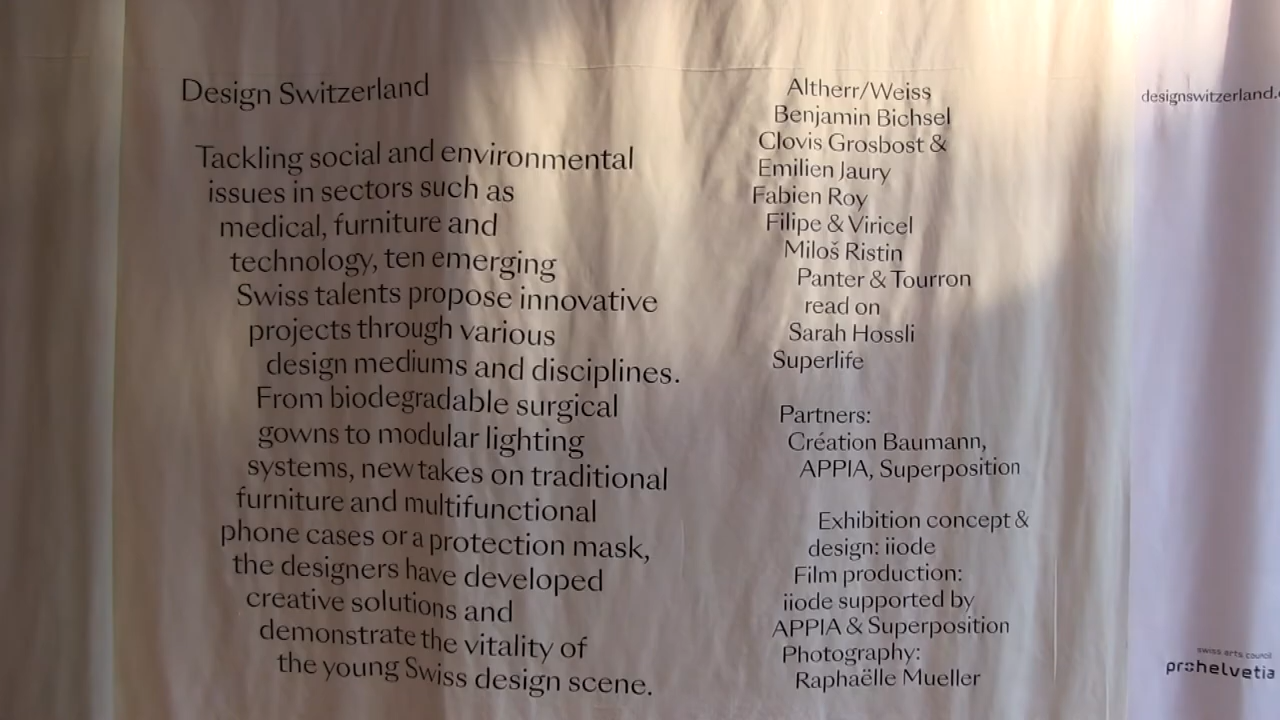 Design Switzerland
Tackling social and environmental
issues in sectors such as
medical, furniture and
technology, ten emerging
Swiss talents propose innovative
projects through various
design mediums and disciplines.
From biodegradable surgical
gowns to modular lighting
systems, new takes on traditional
furniture and multifunctional
phone cases or a protection mask,
the designers have developed
creative solutions and
demonstrate the vitality of
the young Swiss design scene.
Altherr/Weiss
Benjamin Bichsel
Clovis Grosbost &
Emilien Jaury
Fabien Roy
Filipe & Viricel
Miloš Ristin
Panter & Tourron
read on
Sarah Hossli
Superlife
Partners:
Création Baumann,
APPIA, Superposition
Exhibition concept &
design: iiode
Film production:
iiode supported by
APPIA & Superposition
Photography:
Raphaëlle Mueller
designswitzerland.
swiss arts council
prohelvetia